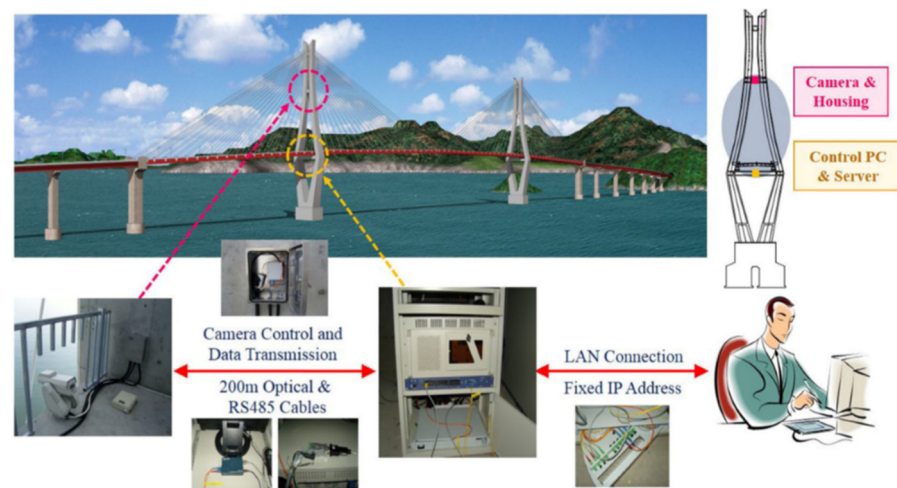 Camera &
Housing
Control PC
& Server
Camera Control and
Data Transmission
200m Optical &
RS485 Cables
LAN Connection
Fixed IP Address